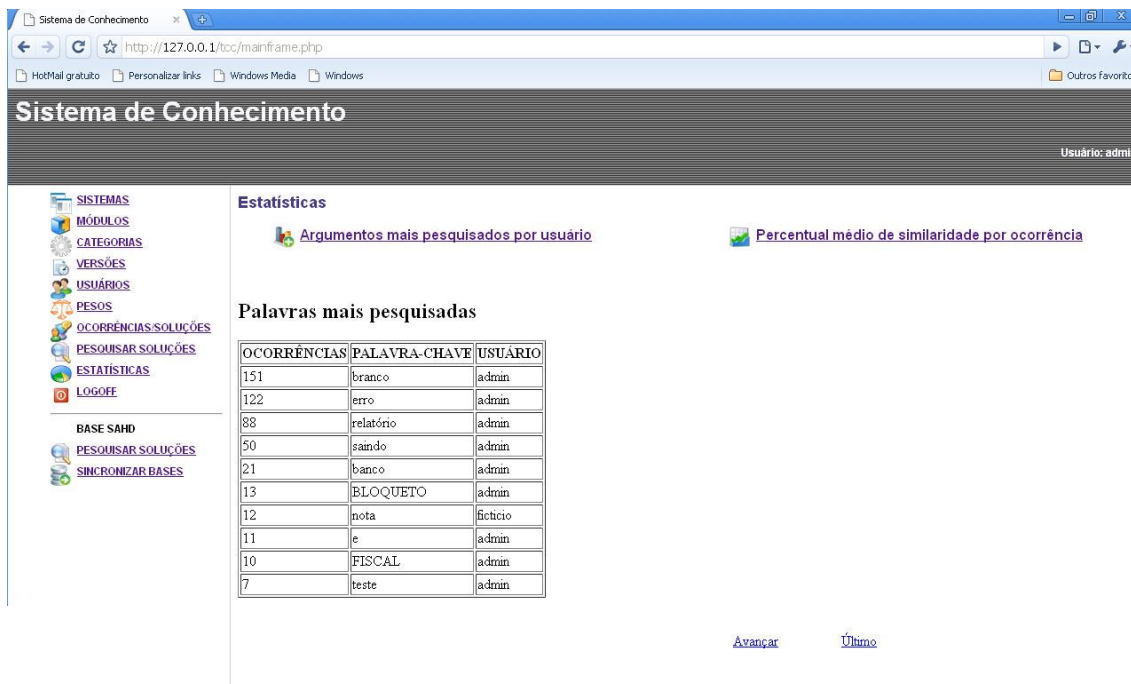 Sistema de Conhecimento
http://127.0.0.1/tcc/mainframe.php
HotMail gratuito Personalizar links Windows Media Windows Outros favorito
Sistema de Conhecimento
Usuário: admi
SISTEMAS
MÓDULOS
CATEGORIAS
VERSÕES
USUÁRIOS
PESOS
OCORRÊNCIAS/SOLUÇÕES
PESQUISAR SOLUÇÕES
ESTATÍSTICAS
LOGOFF
BASE SAHD
PESQUISAR SOLUÇÕES
SINCRONIZAR BASES
Estatísticas
Argumentos mais pesquisados por usuário Percentual médio de similaridade por ocorrência
Palavras mais pesquisadas
OCORRÊNCIAS PALAVRA-CHAVE USUÁRIO
151 branco admin
122 erro admin
88 relatório admin
50 saindo admin
21 banco admin
13 BLOQUETO admin
12 nota ficticio
11 e admin
10 FISCAL admin
7 teste admin
Avançar Último